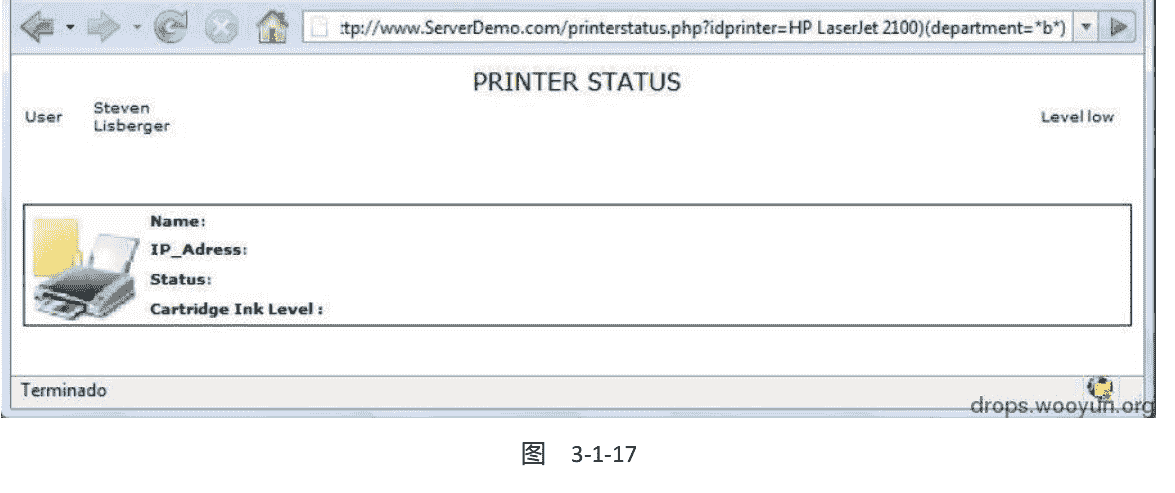 :tp://www.ServerDemo.com/printerstatus.php?idprinter=HP LaserJet 2100)(department=*b*)
PRINTER STATUS
User
Steven
Lisberger
Level low
Name:
IP_Adress:
Status:
Cartridge Ink Level :
Terminado
drops.wooyun.org
图 3-1-17